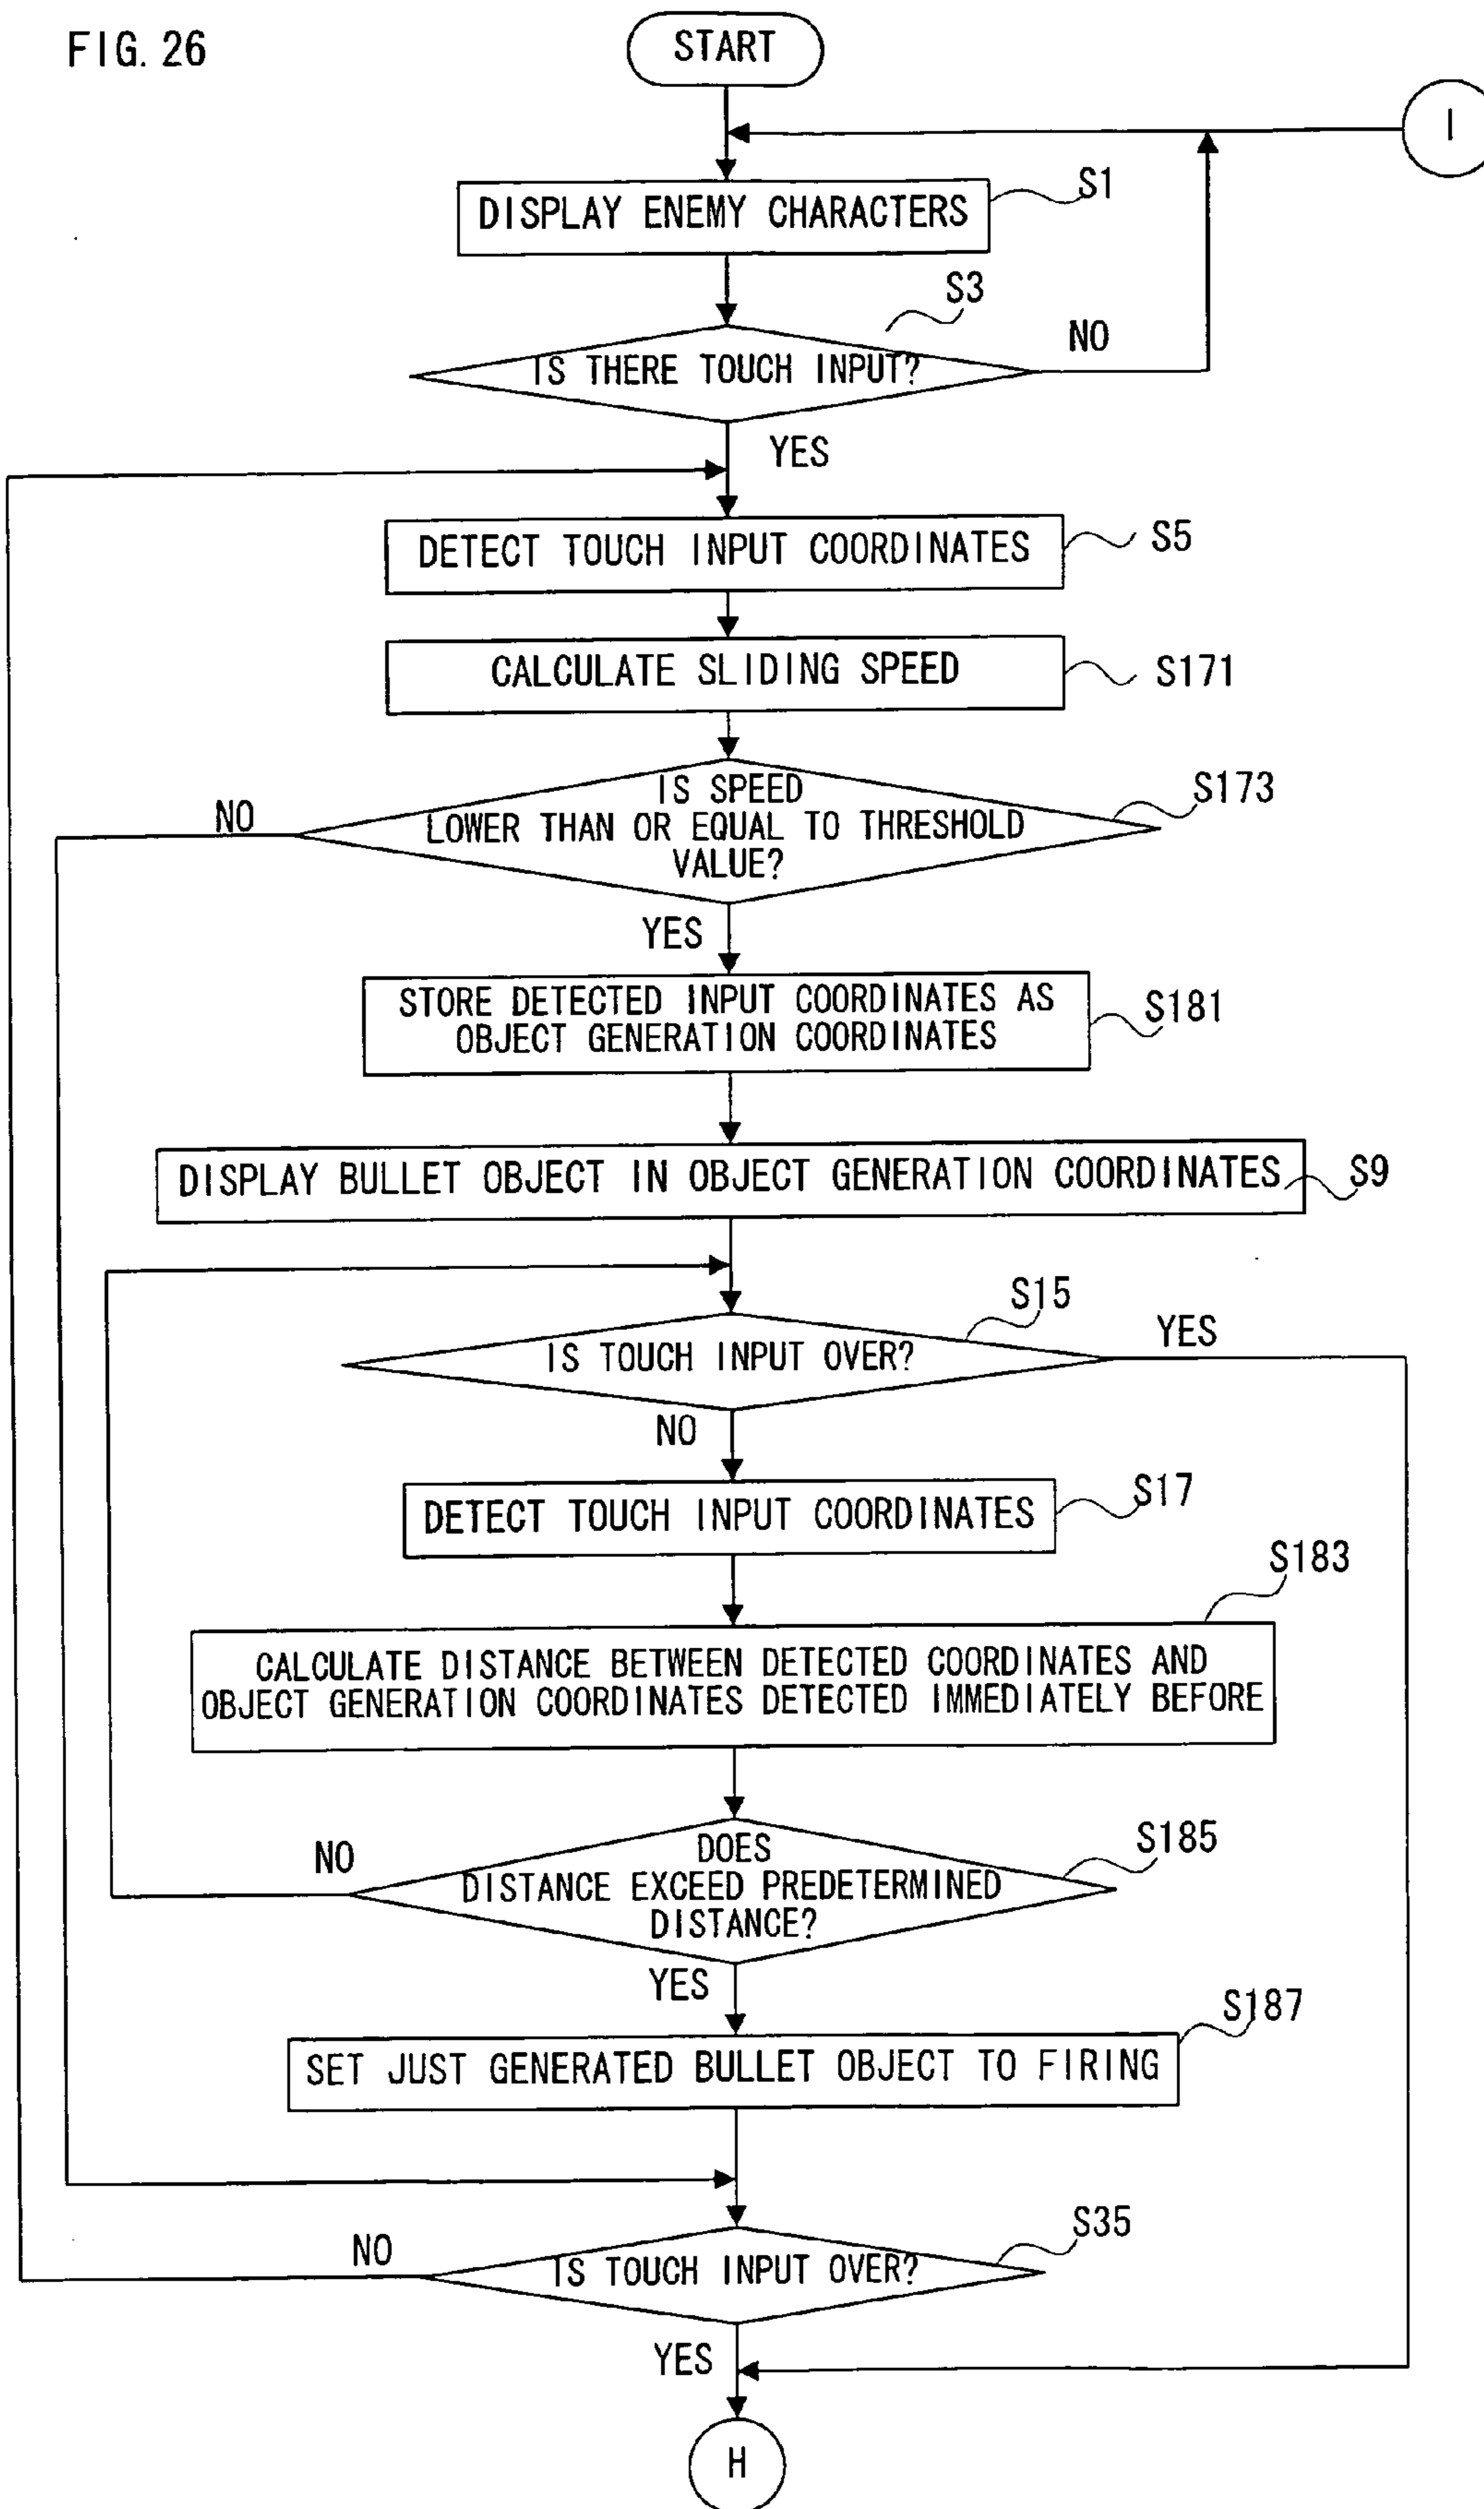 FIG. 26
START
I
DISPLAY ENEMY CHARACTERS
S1
S3
IS THERE TOUCH INPUT?
NO
YES
DETECT TOUCH INPUT COORDINATES
S5
CALCULATE SLIDING SPEED
S171
IS SPEED
LOWER THAN OR EQUAL TO THRESHOLD
VALUE?
S173
NO
YES
STORE DETECTED INPUT COORDINATES AS
OBJECT GENERATION COORDINATES
S181
DISPLAY BULLET OBJECT IN OBJECT GENERATION COORDINATES
S9
S15
IS TOUCH INPUT OVER?
YES
NO
DETECT TOUCH INPUT COORDINATES
S17
S183
CALCULATE DISTANCE BETWEEN DETECTED COORDINATES AND
OBJECT GENERATION COORDINATES DETECTED IMMEDIATELY BEFORE
DOES
DISTANCE EXCEED PREDETERMINED
DISTANCE?
S185
NO
YES
S187
SET JUST GENERATED BULLET OBJECT TO FIRING
S35
IS TOUCH INPUT OVER?
NO
YES
H